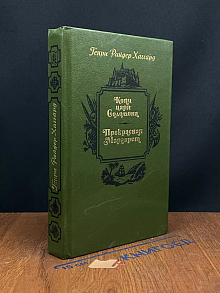 Генри Райдер Хаггард
Генри Райдер Хаггард
Копи
царя
Соломона
Прекрасная
Маргарет